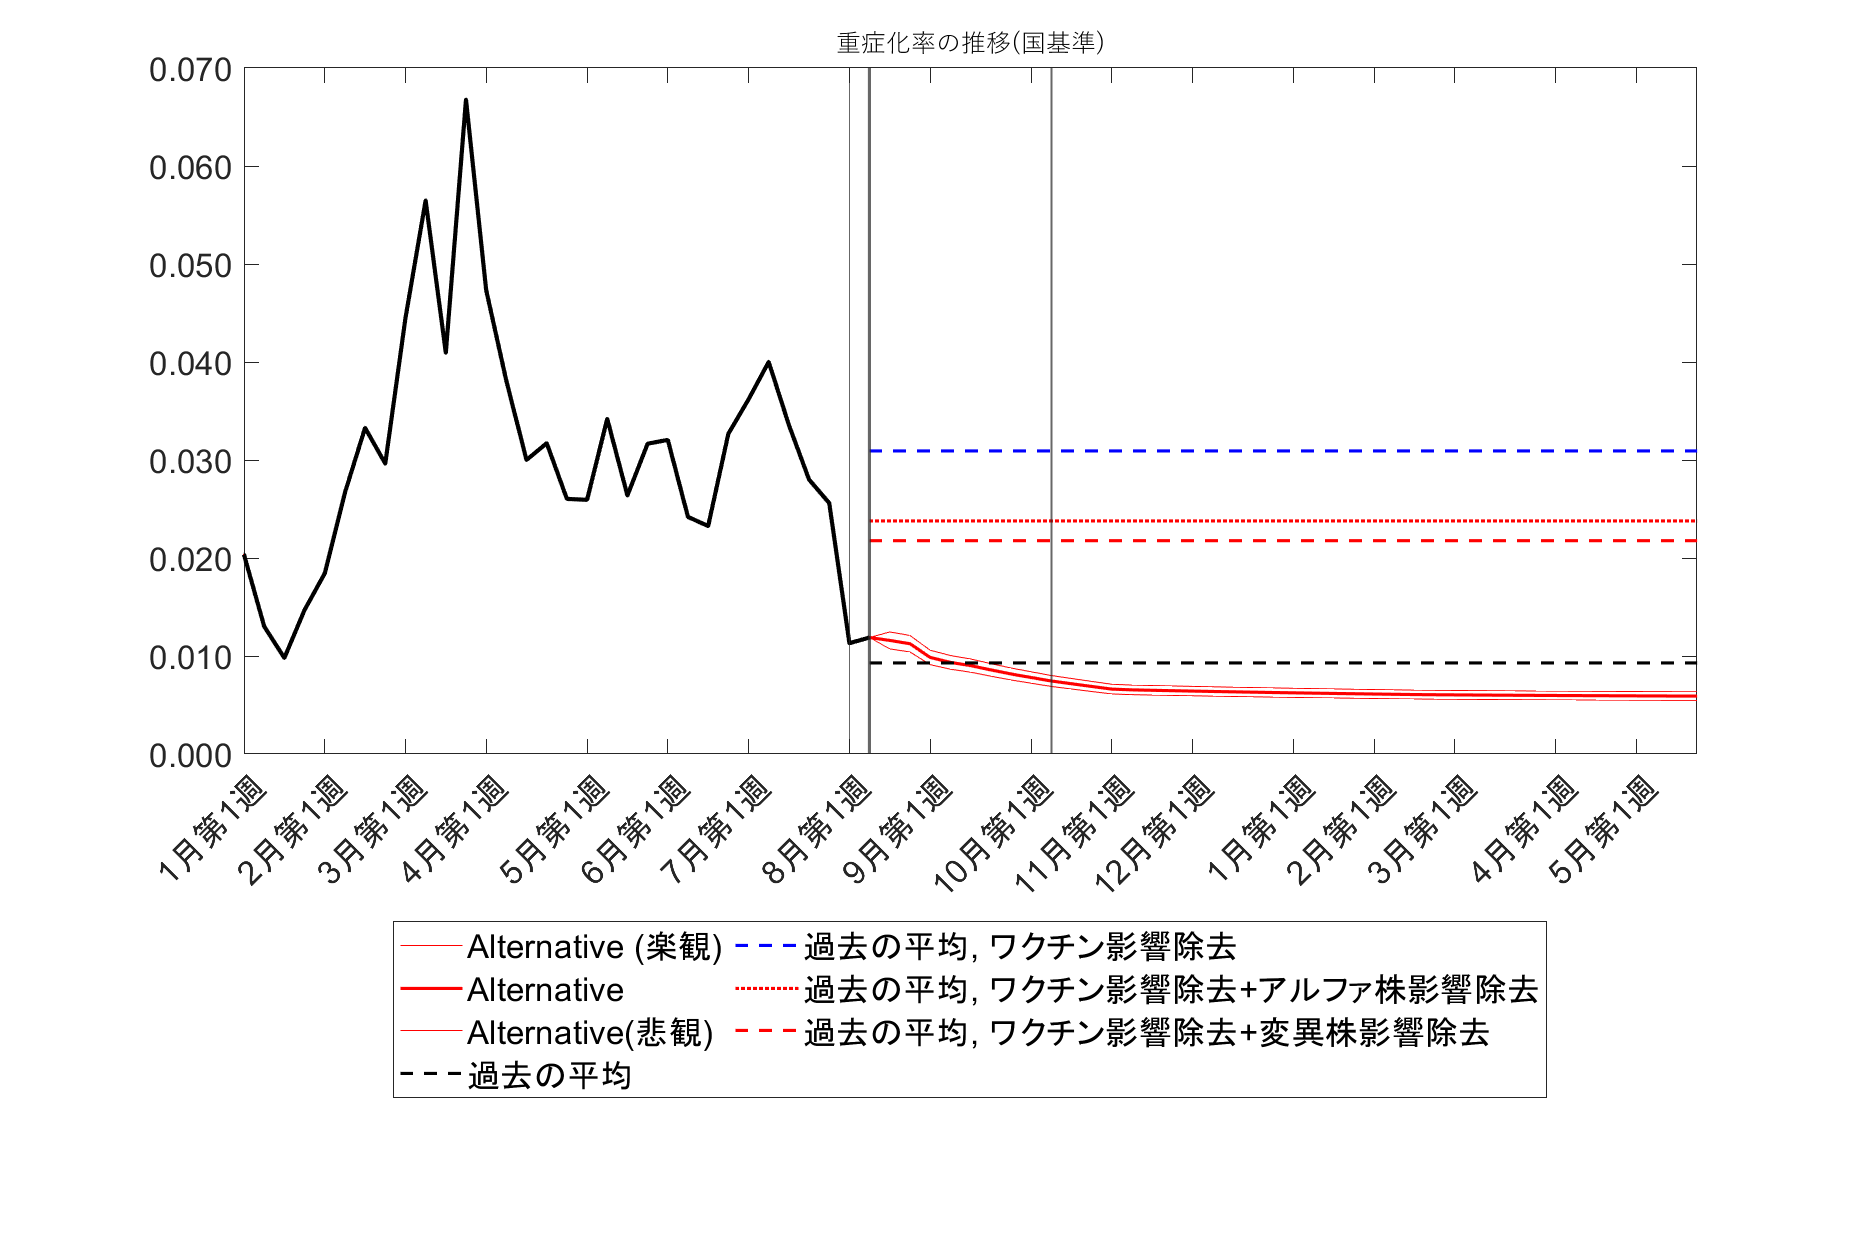 重症化率の推移(国基準)
0.070
0.060
0.050
0.040
0.030
0.020
0.010
0.000
1月第1週
2月第1週
3月第1週
4月第1週
5月第1週
6月第1週
7月第1週
8月第1週
9月第1週
10月第1週
11月第1週
12月第1週
1月第1週
2月第1週
3月第1週
4月第1週
5月第1週
Alternative (楽観)
Alternative
Alternative(悲観)
過去の平均
過去の平均, ワクチン影響除去
過去の平均, ワクチン影響除去+アルファ株影響除去
過去の平均, ワクチン影響除去+変異株影響除去